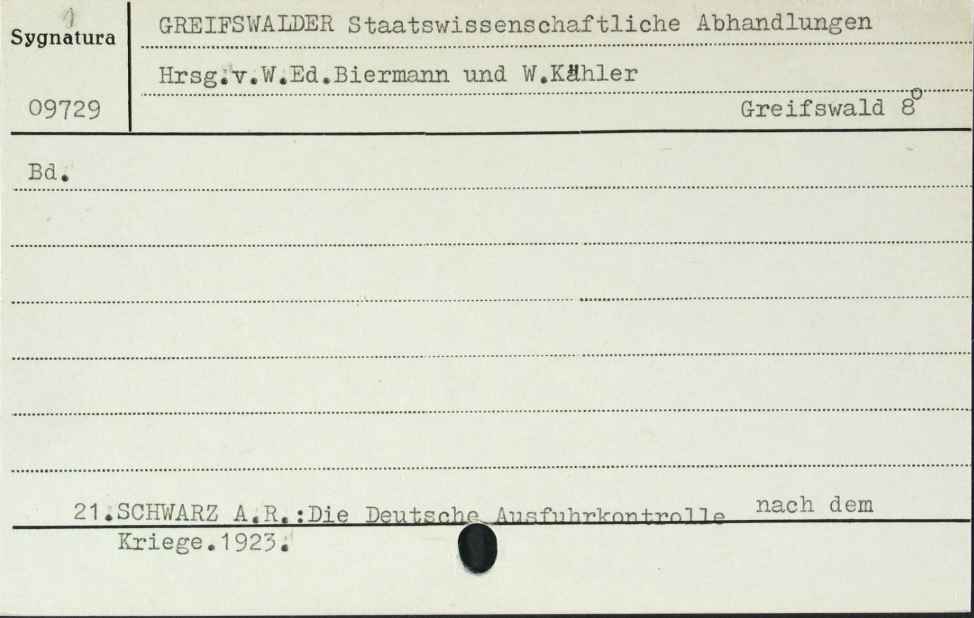 Sygnatura
09729
GREIFSWALDER Staatswissenschaftliche Abhandlungen
Hrsg.v.W.Ed.Biermann und W.Kähler
Greifswald 8°
Bd.
21.SCHWARZ A.R.:Die Deutsche Ausfuhrkontrolle nach dem
Kriege.1923.